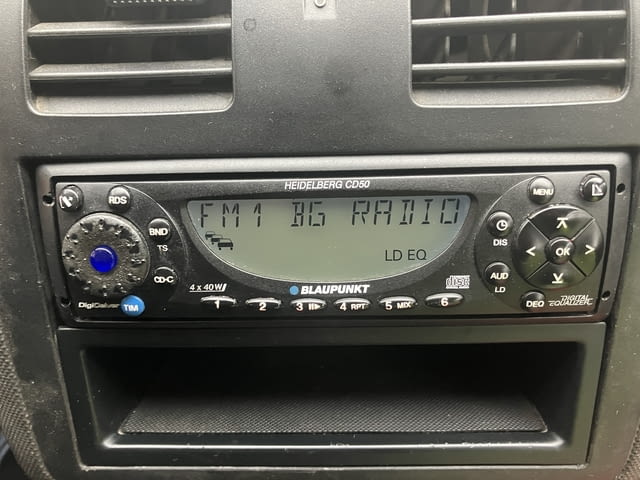 HEIDELBERG CD50
RDS
MENU
FM1 BG RADIO
BND
TS
DIS
OK
CD•C
LD EQ
AUD
LD
4 x 40W
BLAUPUNKT
disc
DigiCeiver
TIM
1 2 3 4 RPT 5 MIX 6
DEQ
DIGITAL
EQUALIZER